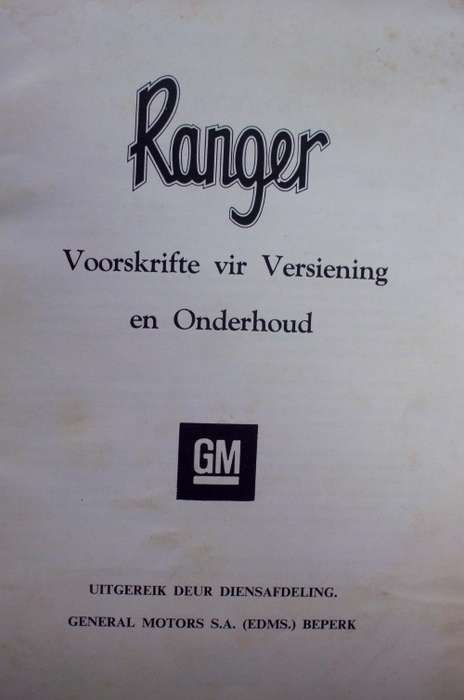 Ranger
Voorskrifte vir Versiening
en Onderhoud
GM
UITGEREIK DEUR DIENSAFDELING.
GENERAL MOTORS S.A. (EDMS.) BEPERK